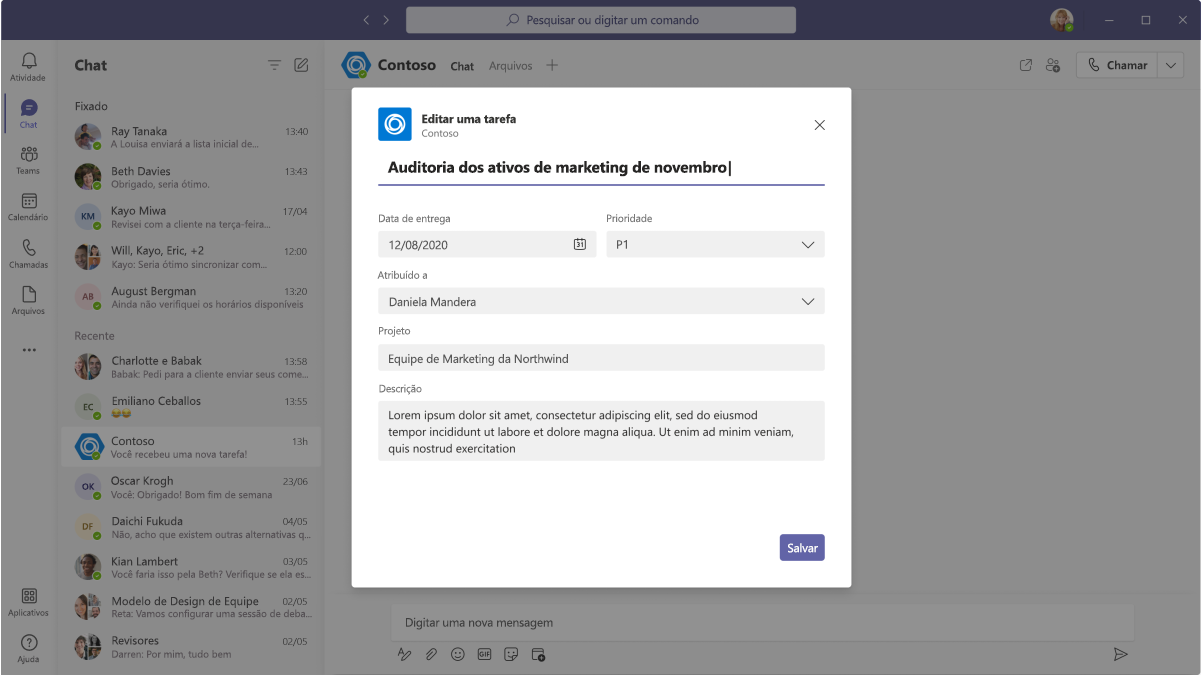 Pesquisar ou digitar um comando
Atividade
Chat
Teams
Calendário
Chamadas
Arquivos
Aplicativos
Ajuda
Chat
Fixado
Ray Tanaka 13:40
A Louisa enviará a lista inicial de...
Beth Davies 13:43
Obrigado, seria ótimo.
KM
Kayo Miwa 17/04
Revisei com a cliente na terça-feira...
Will, Kayo, Eric, +2 12:00
Kayo: Seria ótimo sincronizar com...
AB
August Bergman 13:20
Ainda não verifiquei os horários disponíveis
Recente
Charlotte e Babak 13:58
Babak: Pedi para a cliente enviar seus come...
EC
Emiliano Ceballos 13:55
😂😂
Contoso 13h
Você recebeu uma nova tarefa!
OK
Oscar Krogh 23/06
Você: Obrigado! Bom fim de semana
DF
Daichi Fukuda 04/05
Não, acho que existem outras alternativas q...
Kian Lambert 03/05
Você faria isso pela Beth? Verifique se ela es...
Modelo de Design de Equipe 02/05
Reta: Vamos configurar uma sessão de deba...
Revisores 02/05
Darren: Por mim, tudo bem
Contoso Chat Arquivos
Chamar
Editar uma tarefa
Contoso
Auditoria dos ativos de marketing de novembro
Data de entrega Prioridade
12/08/2020 31 P1
Atribuído a
Daniela Mandera
Projeto
Equipe de Marketing da Northwind
Descrição
Lorem ipsum dolor sit amet, consectetur adipiscing elit, sed do eiusmod
tempor incididunt ut labore et dolore magna aliqua. Ut enim ad minim veniam,
quis nostrud exercitation
Salvar
Digitar uma nova mensagem
GIF